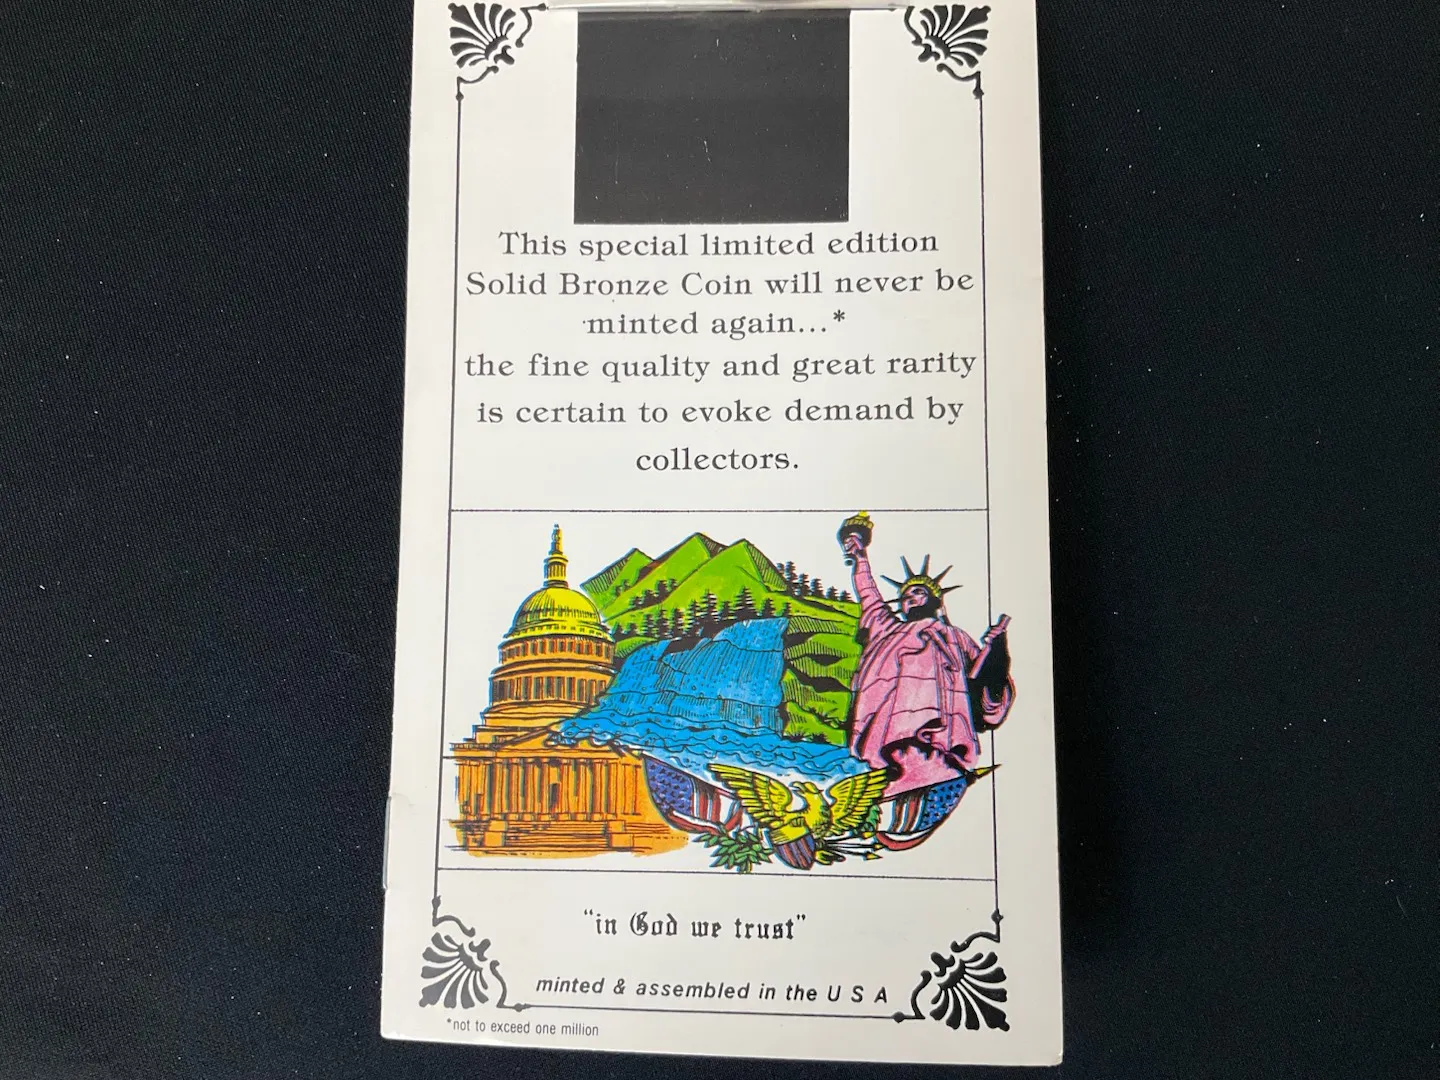 This special limited edition
Solid Bronze Coin will never be
minted again...*
the fine quality and great rarity
is certain to evoke demand by
collectors.
"in God we trust"
minted & assembled in the U S A
*not to exceed one million